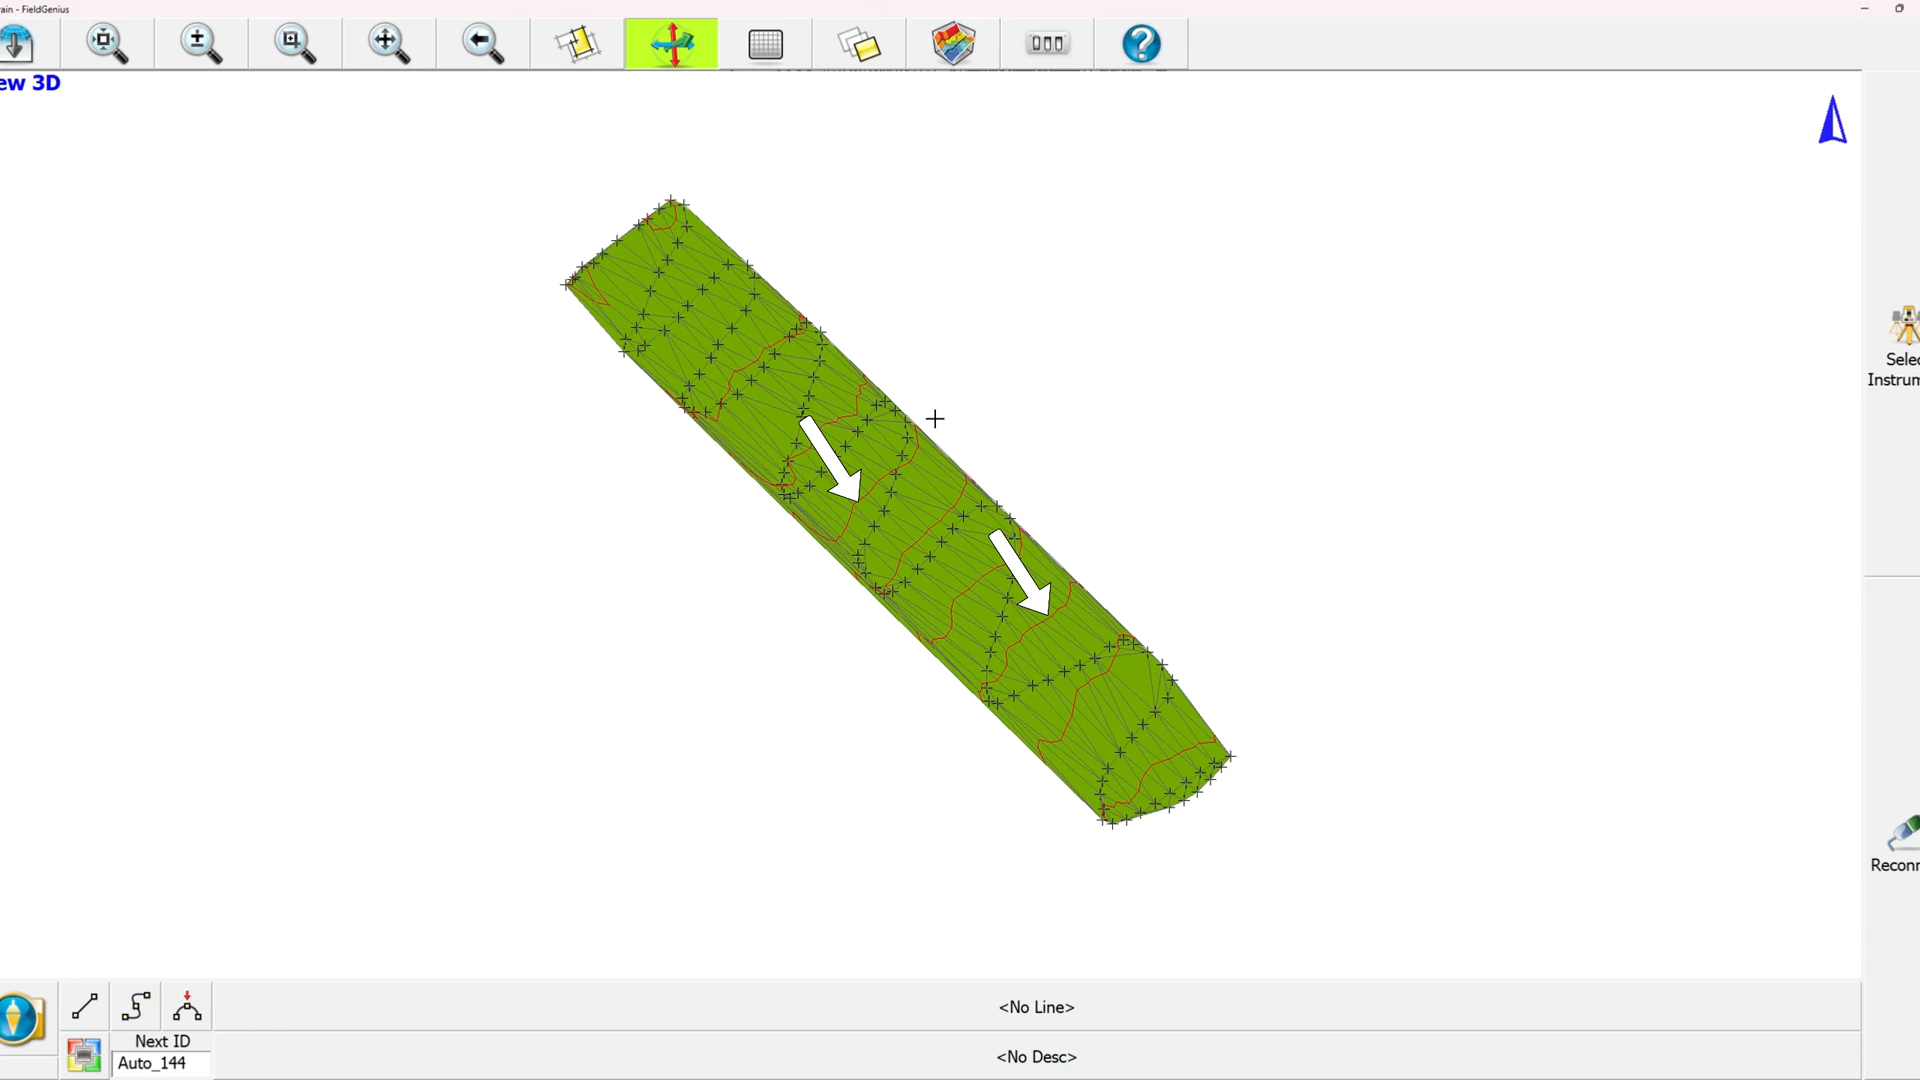 ain - FieldGenius
ew 3D
Selec
Instrum
Reconn
<No Line>
Next ID
Auto_144
<No Desc>